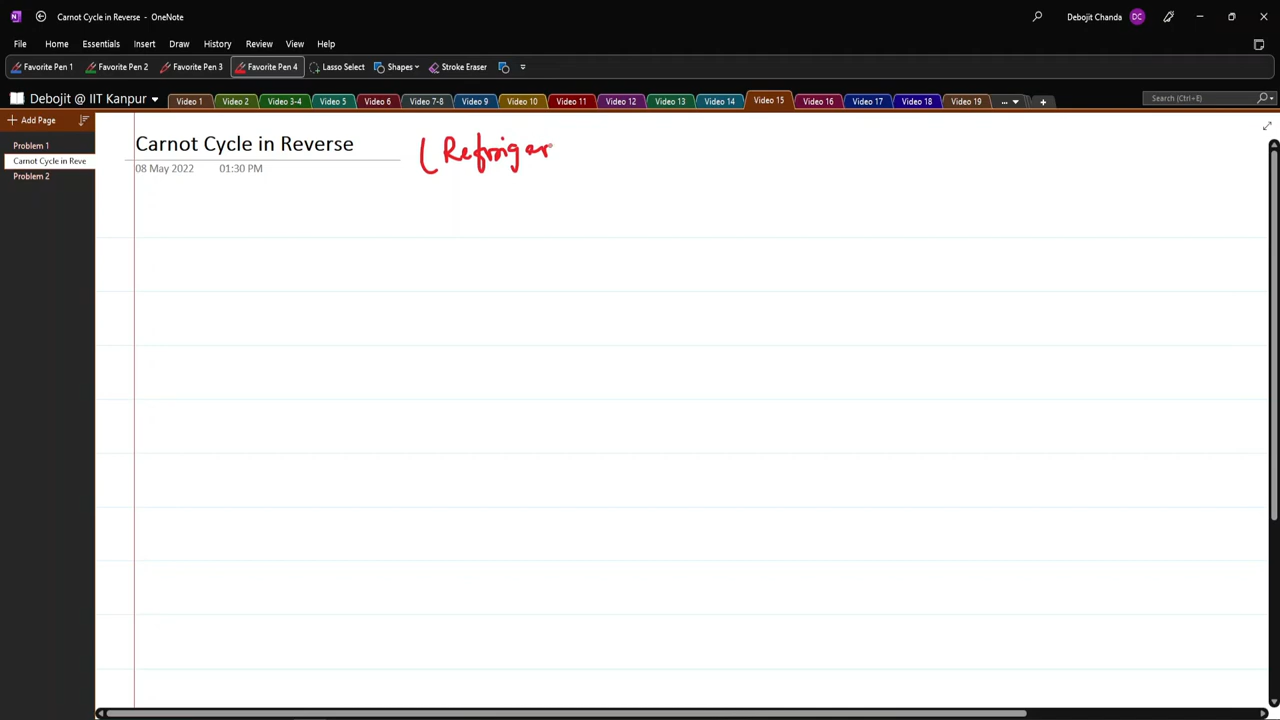 Carnot Cycle in Reverse - OneNote
Debojit Chanda DC
File Home Essentials Insert Draw History Review View Help
Favorite Pen 1 Favorite Pen 2 Favorite Pen 3 Favorite Pen 4 Lasso Select Shapes Stroke Eraser
Debojit @ IIT Kanpur Video 1 Video 2 Video 3-4 Video 5 Video 6 Video 7-8 Video 9 Video 10 Video 11 Video 12 Video 13 Video 14 Video 15 Video 16 Video 17 Video 18 Video 19 ... Search (Ctrl+E)
Add Page
Problem 1
Carnot Cycle in Reve
Problem 2
Carnot Cycle in Reverse (Refrigar
08 May 2022 01:30 PM